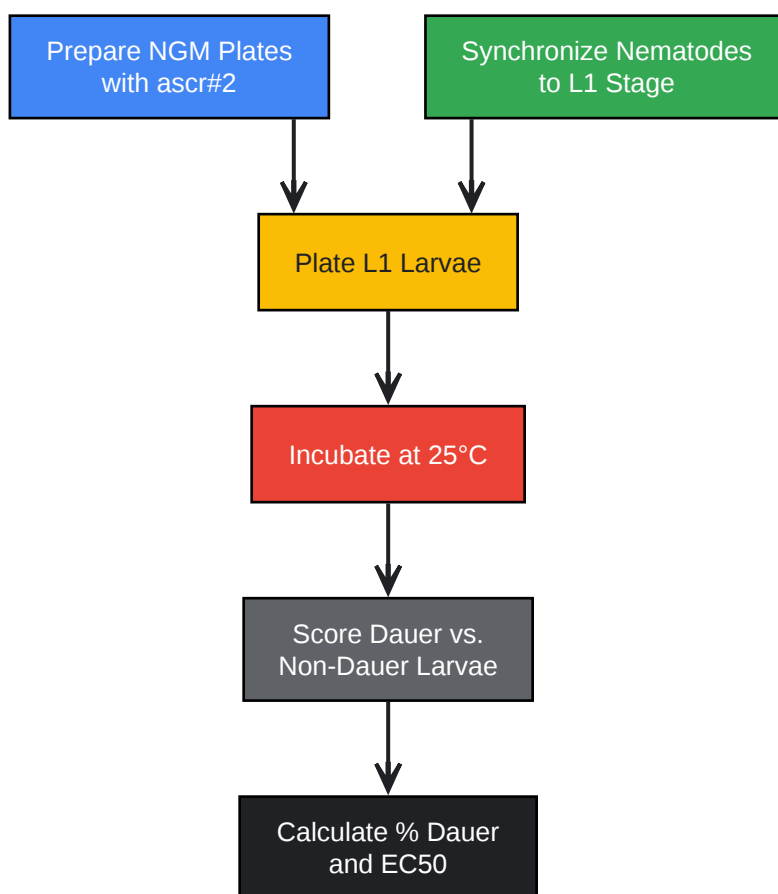 Prepare NGM Plates
with ascr#2
Synchronize Nematodes
to L1 Stage
Plate L1 Larvae
Incubate at 25°C
Score Dauer vs.
Non-Dauer Larvae
Calculate % Dauer
and EC50